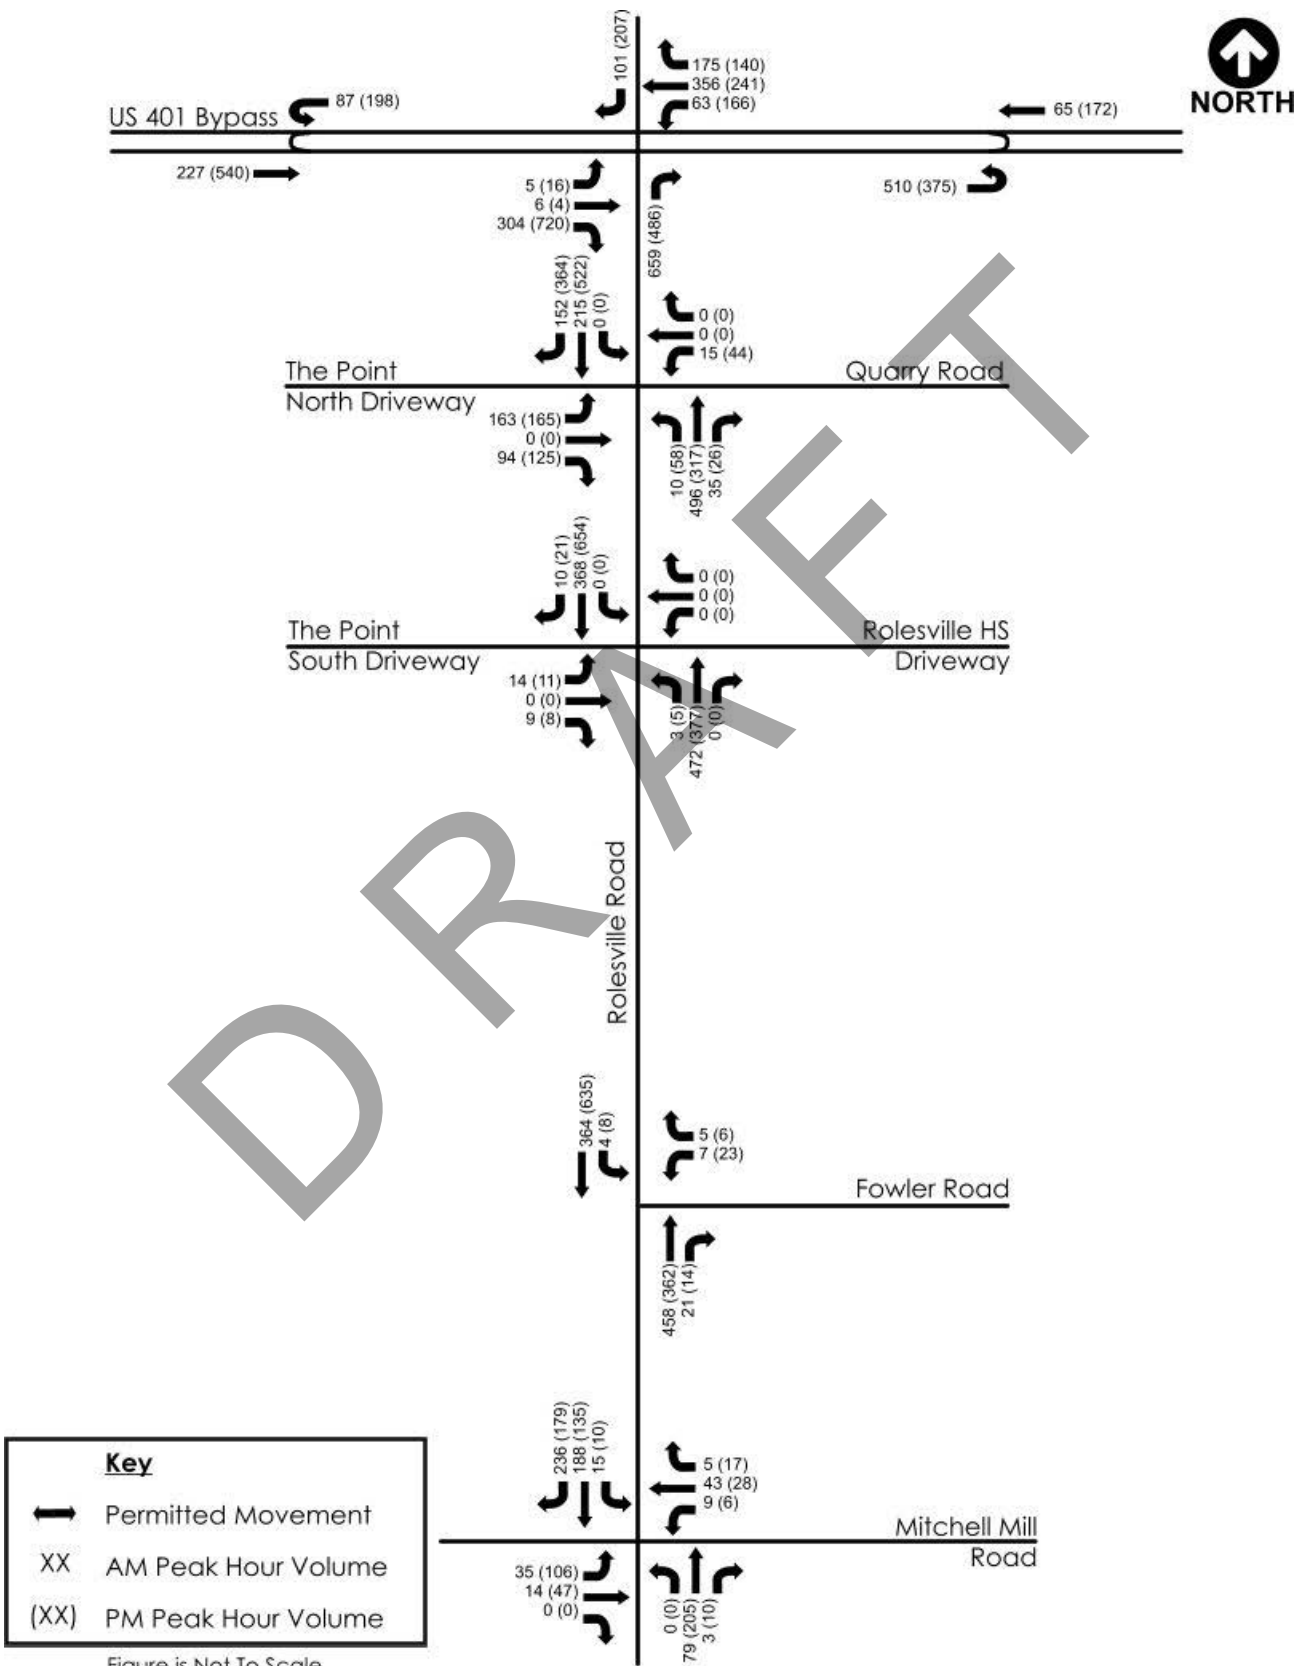 101 (207)
175 (140)
356 (241)
63 (166)
NORTH
87 (198)
65 (172)
US 401 Bypass
227 (540)
510 (375)
5 (16)
6 (4)
304 (720)
659 (486)
152 (364)
215 (522)
0 (0)
0 (0)
0 (0)
15 (44)
The Point
North Driveway
Quarry Road
163 (165)
0 (0)
94 (125)
10 (58)
496 (317)
35 (26)
10 (21)
368 (654)
0 (0)
0 (0)
0 (0)
0 (0)
The Point
South Driveway
Rolesville HS
Driveway
14 (11)
0 (0)
9 (8)
3 (5)
472 (377)
0 (0)
Rolesville Road
DRAFT
364 (635)
4 (8)
5 (6)
7 (23)
Fowler Road
458 (362)
21 (14)
236 (179)
188 (135)
15 (10)
5 (17)
43 (28)
9 (6)
Mitchell Mill
Road
35 (106)
14 (47)
0 (0)
0 (0)
79 (205)
3 (10)
Key
Permitted Movement
XX AM Peak Hour Volume
(XX) PM Peak Hour Volume
Figure is Not To Scale